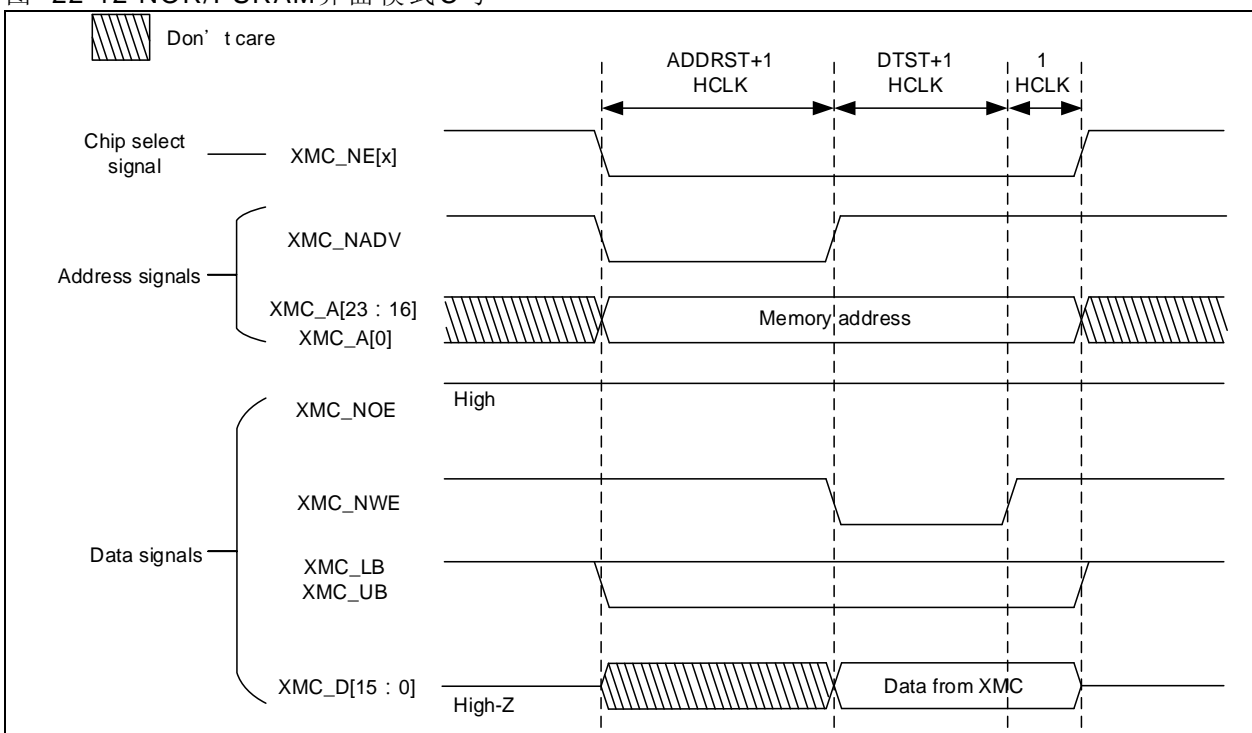 Don't care
ADDRST+1
HCLK
DTST+1
HCLK
1
HCLK
Chip select
signal
XMC_NE[x]
XMC_NADV
Address signals
XMC_A[23:16]
XMC_A[0]
Memory address
XMC_NOE
High
XMC_NWE
Data signals
XMC_LB
XMC_UB
XMC_D[15:0]
High-Z
Data from XMC